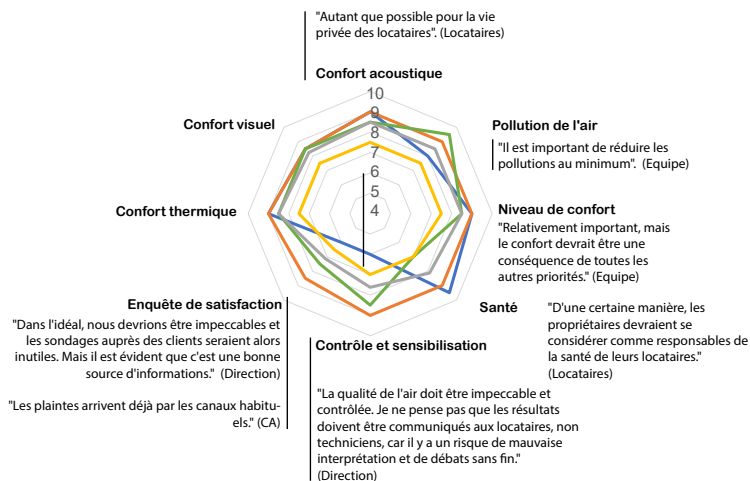 "Autant que possible pour la vie
privée des locataires". (Locataires)
Confort acoustique
10
9
8
7
6
5
4
Confort visuel
Pollution de l'air
"Il est important de réduire les
pollutions au minimum". (Equipe)
Confort thermique
Niveau de confort
"Relativement important, mais
le confort devrait être une
conséquence de toutes les
autres priorités." (Equipe)
Enquête de satisfaction
"Dans l'idéal, nous devrions être impeccables et
les sondages auprès des clients seraient alors
inutiles. Mais il est évident que c'est une bonne
source d'informations." (Direction)
"Les plaintes arrivent déjà par les canaux habitu-
els." (CA)
Santé
"D'une certaine manière, les
propriétaires devraient se
considérer comme responsables de
la santé de leurs locataires."
(Locataires)
Contrôle et sensibilisation
"La qualité de l'air doit être impeccable et
contrôlée. Je ne pense pas que les résultats
doivent être communiqués aux locataires, non
techniciens, car il y a un risque de mauvaise
interprétation et de débats sans fin."
(Direction)